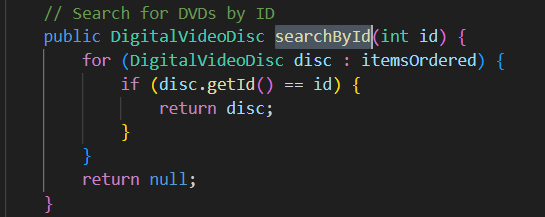 // Search for DVDs by ID
public DigitalVideoDisc searchById(int id) {
for (DigitalVideoDisc disc : itemsOrdered) {
if (disc.getId() == id) {
return disc;
}
}
return null;
}